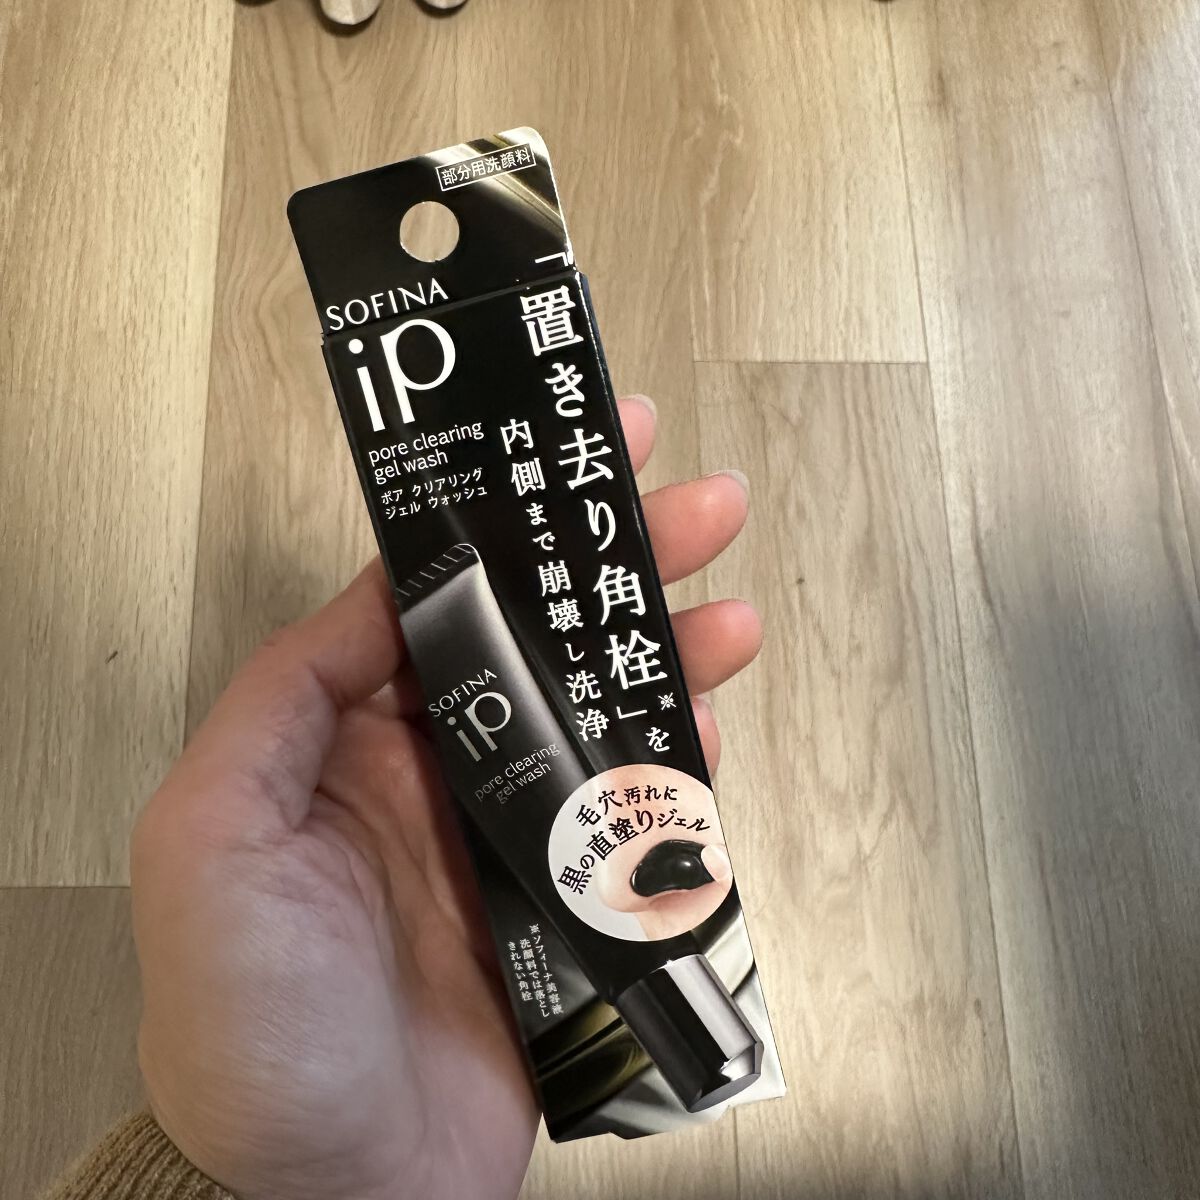 部分用洗顔料
SOFINA
ip
pore clearing
gel wash
ポア クリアリング
ジェル ウォッシュ
「置き去り角栓」※を
内側まで崩壊し洗浄
SOFINA
ip
pore clearing
gel wash
毛穴汚れに
黒の直塗りジェル
※ソフィーナ美容液
洗顔料では落とし
きれない角栓